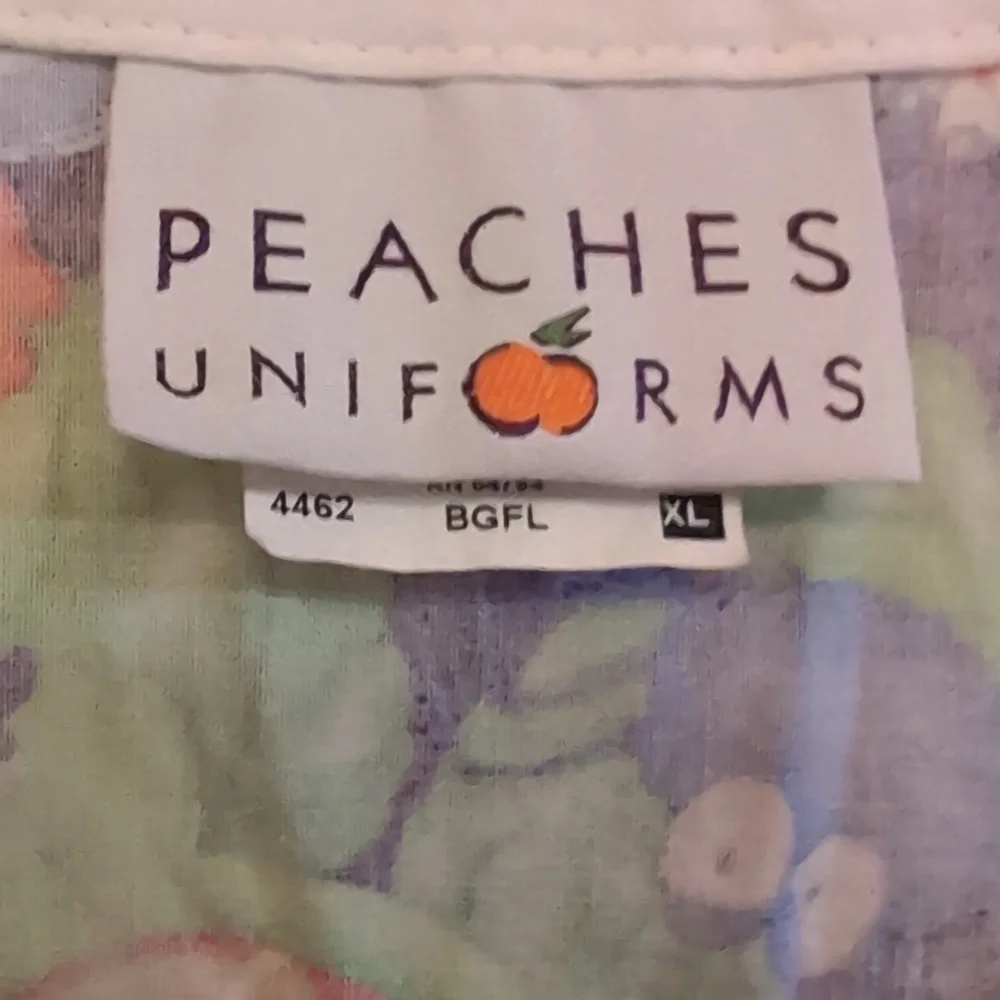 PEACHES
UNIFORMS
4462 BGFL XL